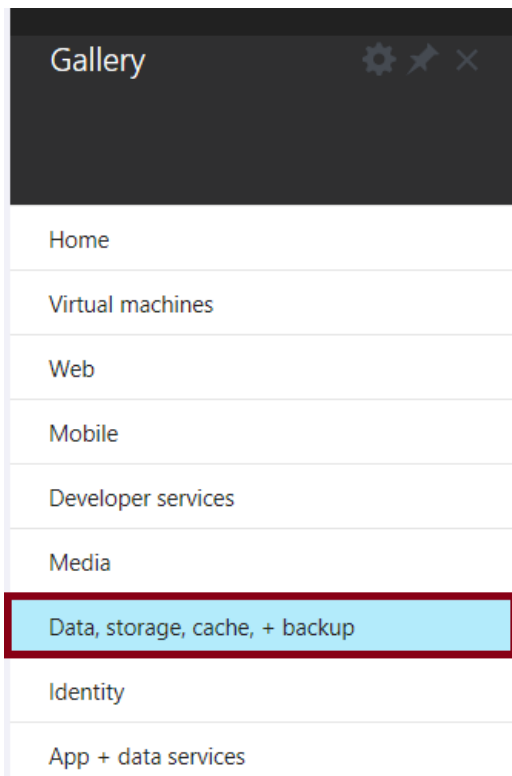 Gallery
Home
Virtual machines
Web
Mobile
Developer services
Media
Data, storage, cache, + backup
Identity
App + data services